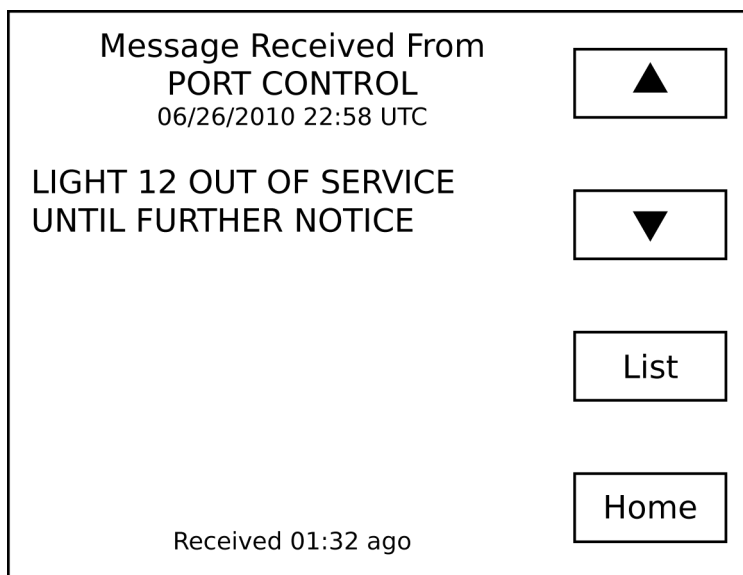 Message Received From
PORT CONTROL
06/26/2010 22:58 UTC
LIGHT 12 OUT OF SERVICE
UNTIL FURTHER NOTICE
Received 01:32 ago
▲
▼
List
Home